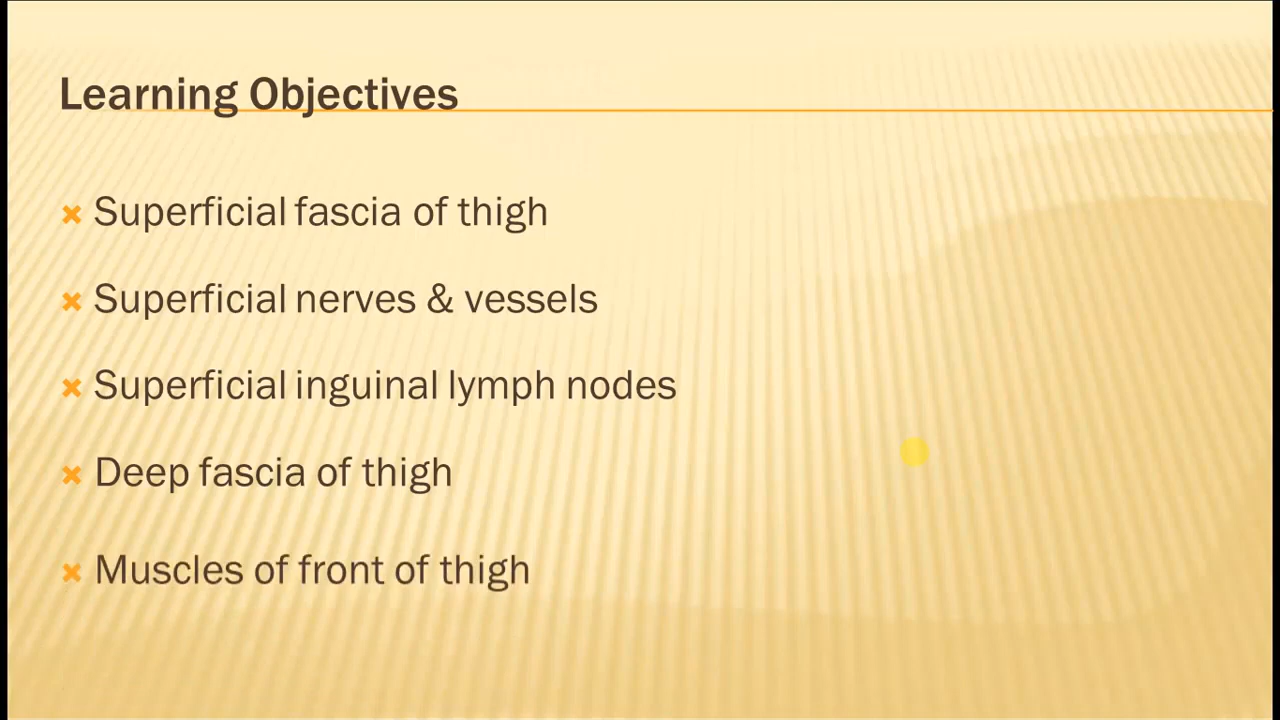 Learning Objectives
Superficial fascia of thigh
Superficial nerves & vessels
Superficial inguinal lymph nodes
Deep fascia of thigh
Muscles of front of thigh